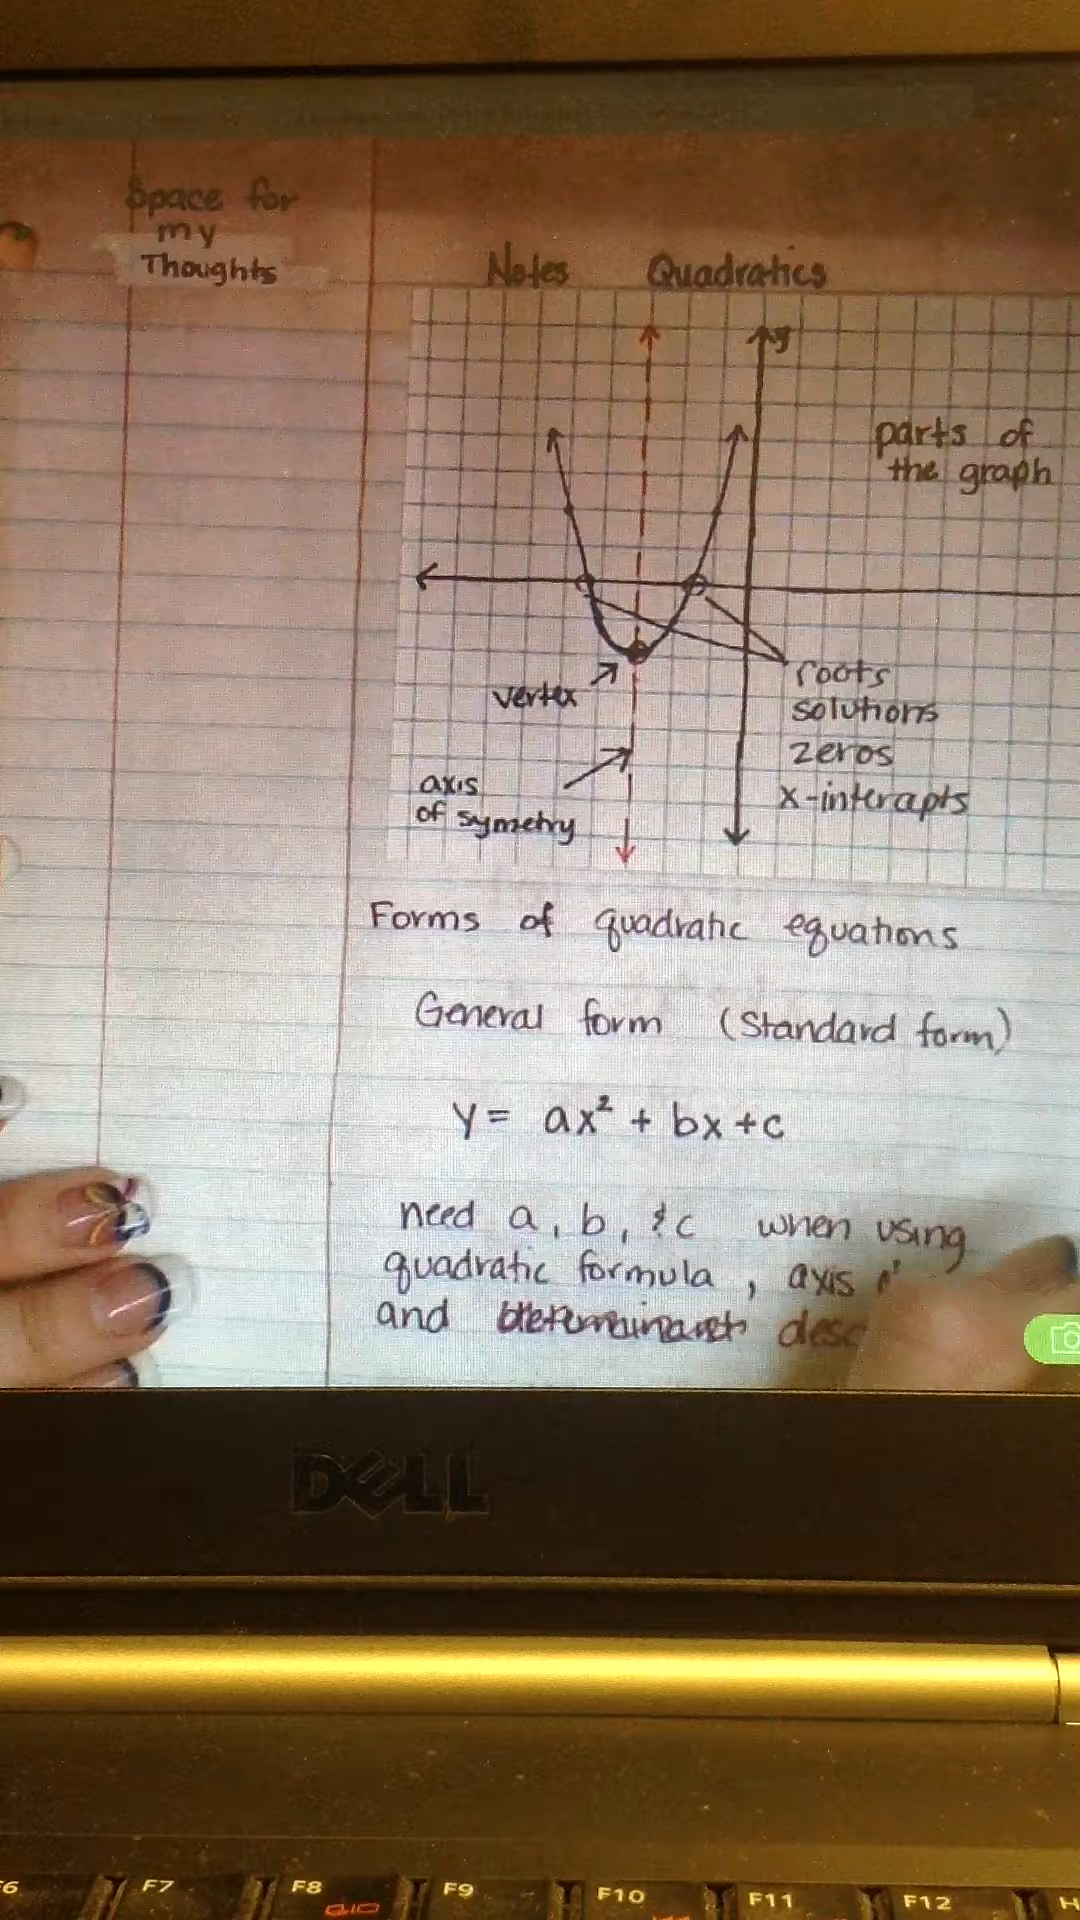 Space for
my
Thoughts
Notes Quadratics
y
parts of
the graph
vertex
roots
solutions
zeros
x-interapts
axis
of symetry
Forms of quadratic equations
General form (Standard form)
y = ax² + bx + c
need a, b, & c when using
quadratic formula, axis
and
DELL
F7 F8 F9 F10 F11 F12